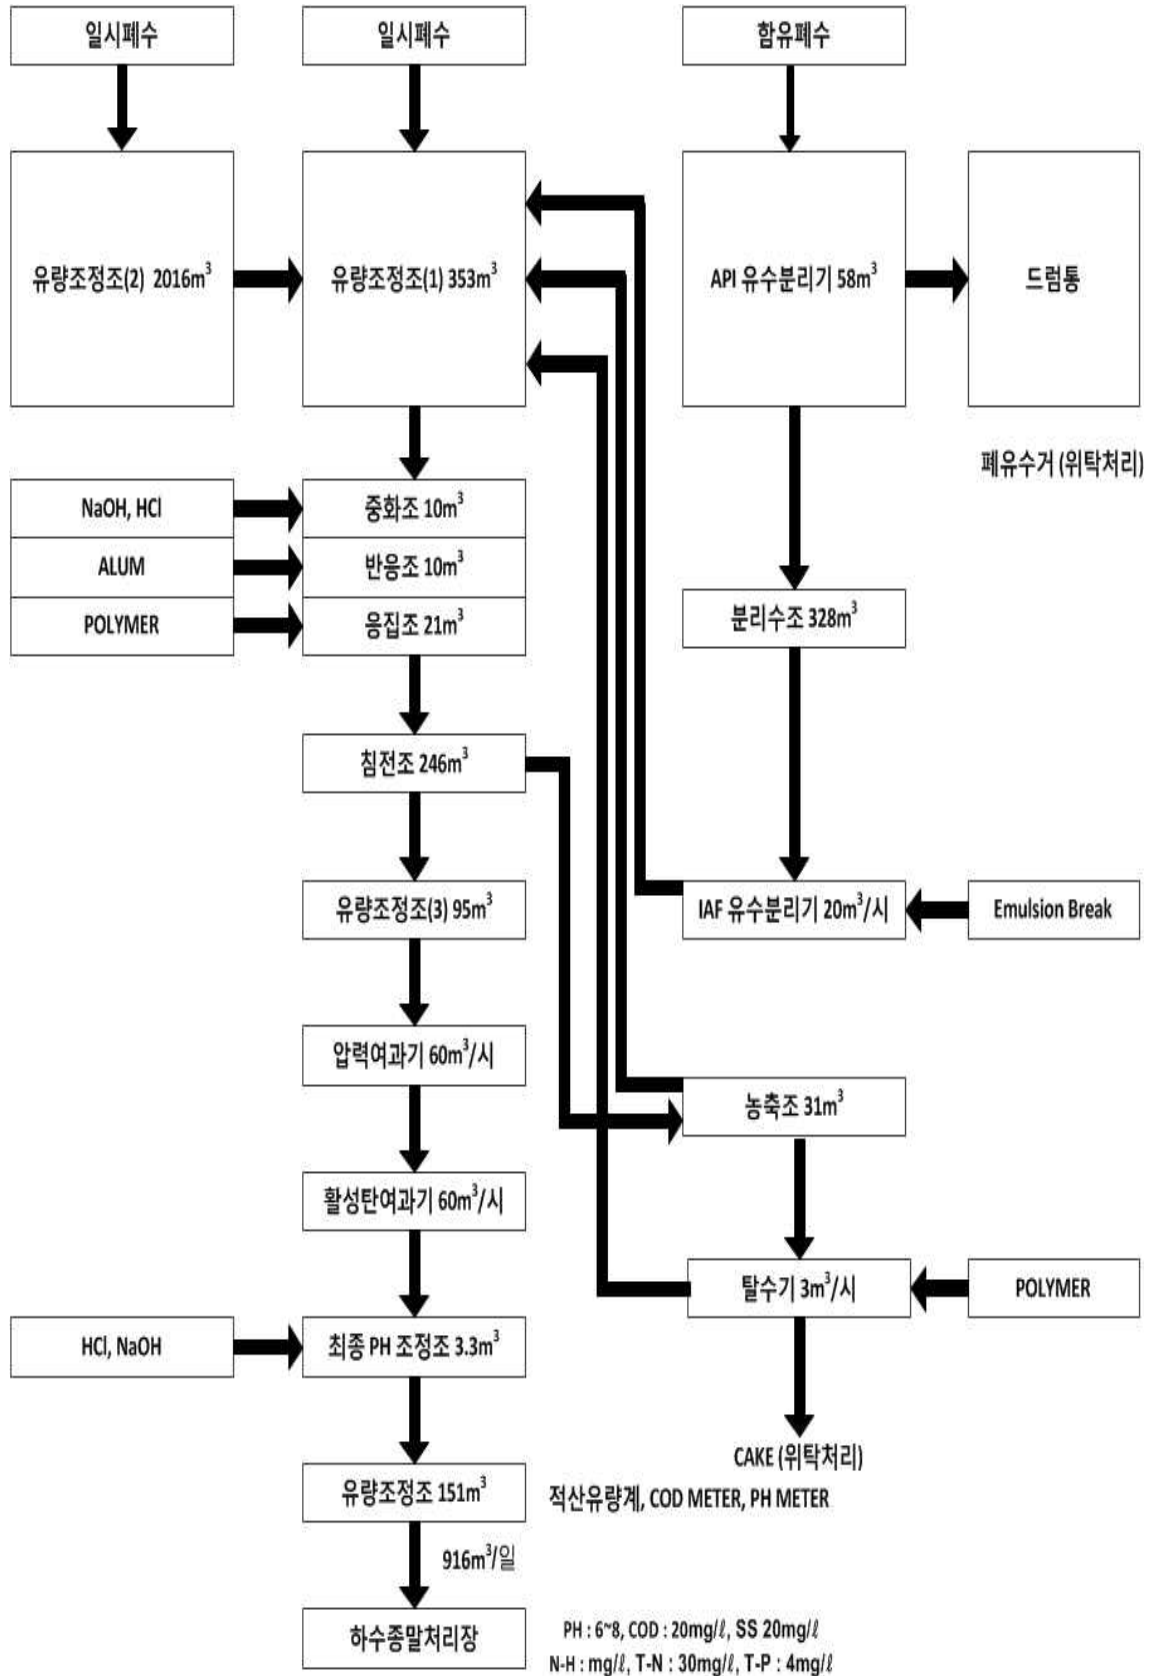 일시폐수
일시폐수
함유폐수
유량조정조(2) 2016m³
유량조정조(1) 353m³
API 유수분리기 58m³
드럼통
폐유수거 (위탁처리)
NaOH, HCl
중화조 10m³
ALUM
반응조 10m³
POLYMER
응집조 21m³
분리수조 328m³
침전조 246m³
유량조정조(3) 95m³
IAF 유수분리기 20m³/시
Emulsion Break
압력여과기 60m³/시
농축조 31m³
활성탄여과기 60m³/시
탈수기 3m³/시
POLYMER
HCl, NaOH
최종 PH 조정조 3.3m³
CAKE (위탁처리)
유량조정조 151m³
적산유량계, COD METER, PH METER
916m³/일
하수종말처리장
PH : 6~8, COD : 20mg/ℓ, SS 20mg/ℓ
N-H : mg/ℓ, T-N : 30mg/ℓ, T-P : 4mg/ℓ